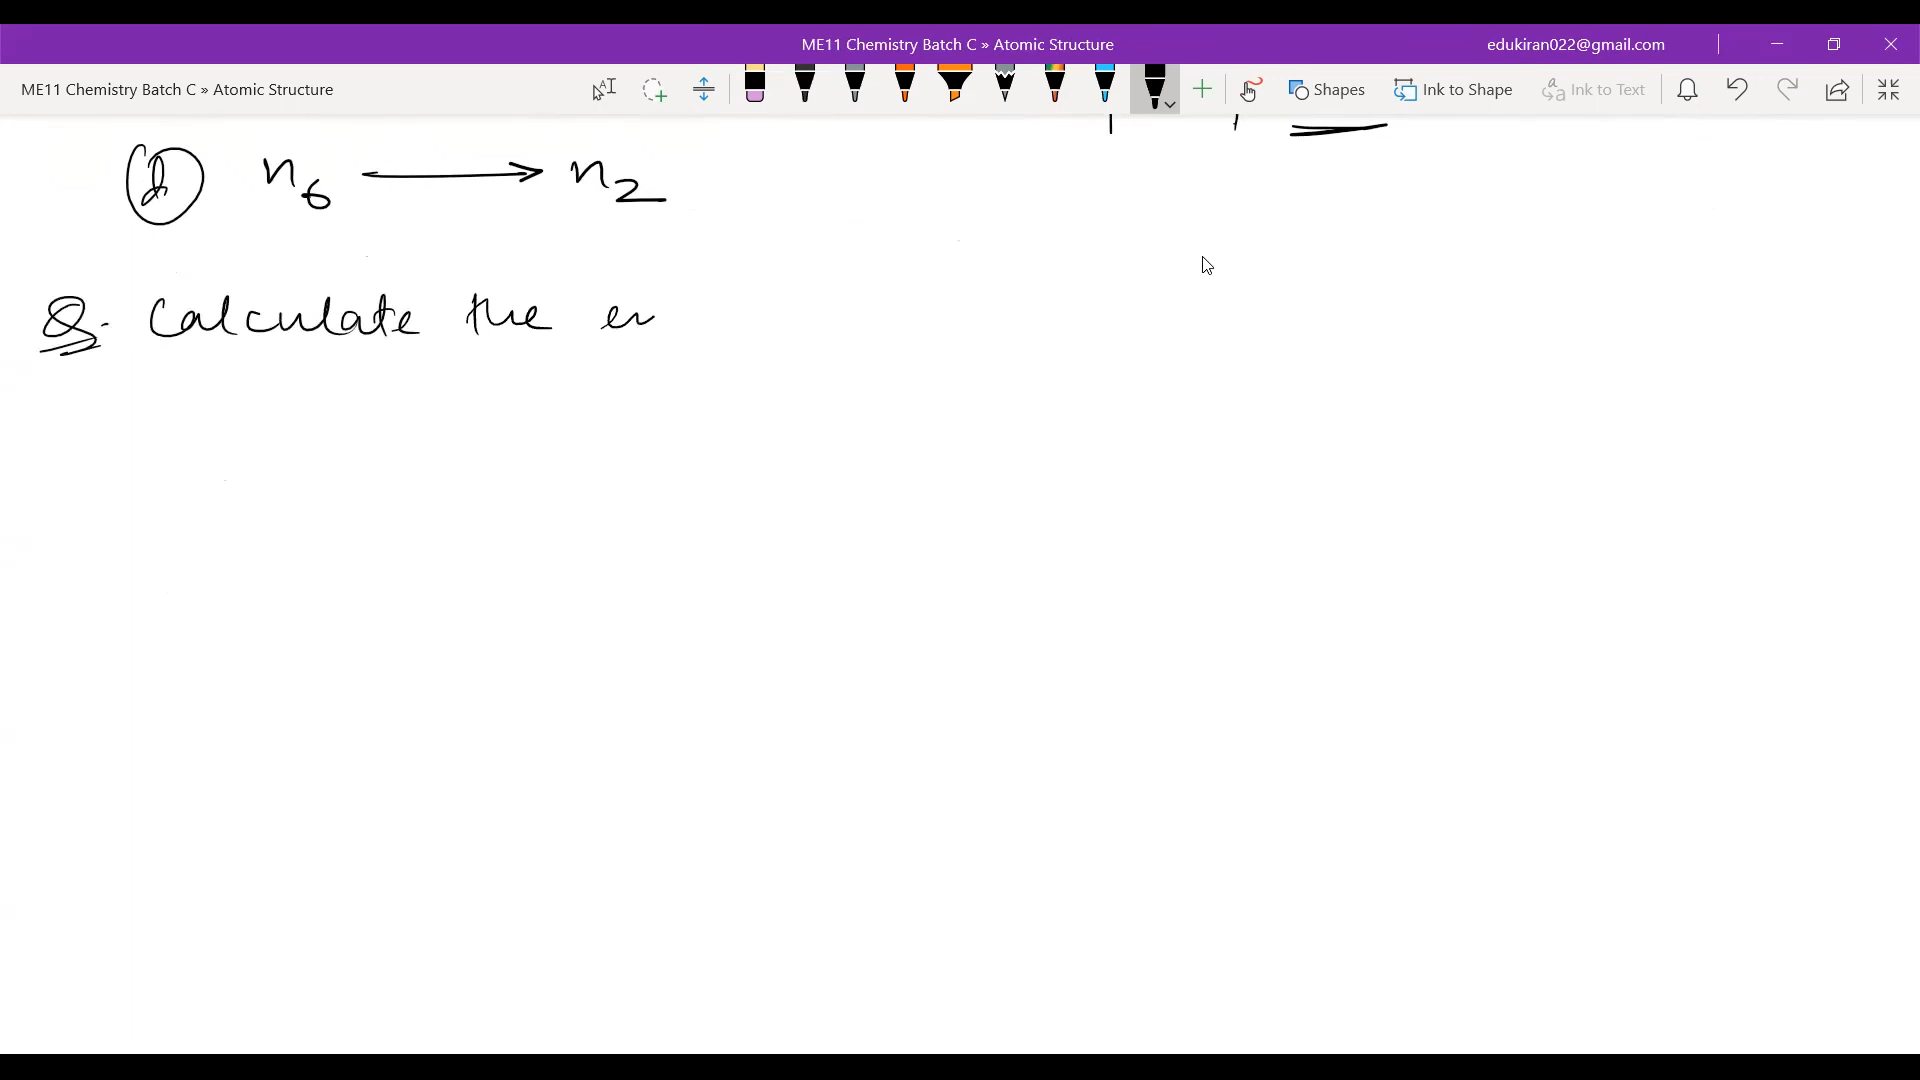 ME11 Chemistry Batch C » Atomic Structure
edukiran022@gmail.com
ME11 Chemistry Batch C » Atomic Structure
Shapes
Ink to Shape
Ink to Text
(d) n₆ ⟶ n₂
Q. Calculate the en